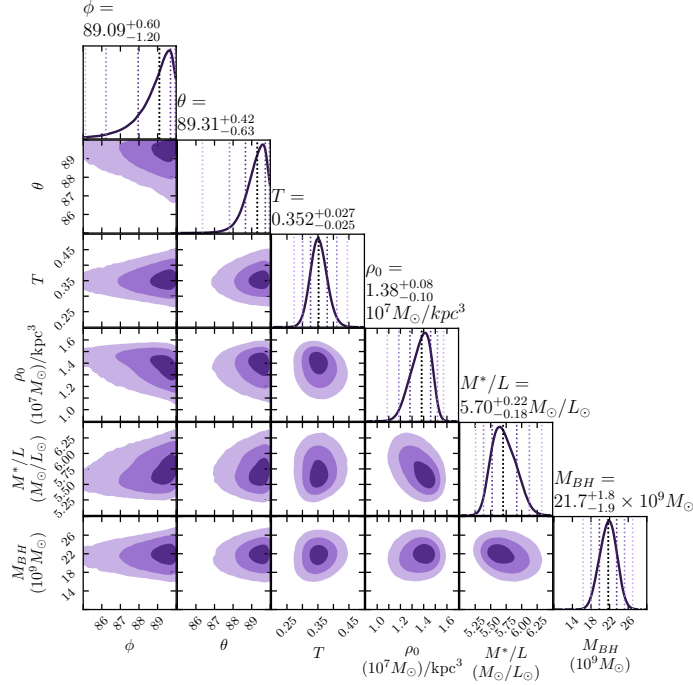 ϕ =
89.09+0.60 −1.20
θ =
89.31+0.42 −0.63
T =
0.352+0.027 −0.025
ρ0 =
1.38+0.08 −0.10
10^7 M⊙/kpc^3
M*/L =
5.70+0.22 −0.18 M⊙/L⊙
M_BH =
21.7+1.8 −1.9 × 10^9 M⊙
θ
89
88
87
86
T
0.45
0.35
0.25
ρ0
(10^7 M⊙)/kpc^3
1.6
1.4
1.2
1.0
M*/L
(M⊙/L⊙)
6.25
6.00
5.75
5.50
5.25
M_BH
(10^9 M⊙)
26
22
18
14
86 87 88 89
ϕ
86 87 88 89
θ
0.25 0.35 0.45
T
1.0 1.2 1.4 1.6
ρ0
(10^7 M⊙)/kpc^3
5.25 5.50 5.75 6.00 6.25
M*/L
(M⊙/L⊙)
14 18 22 26
M_BH
(10^9 M⊙)